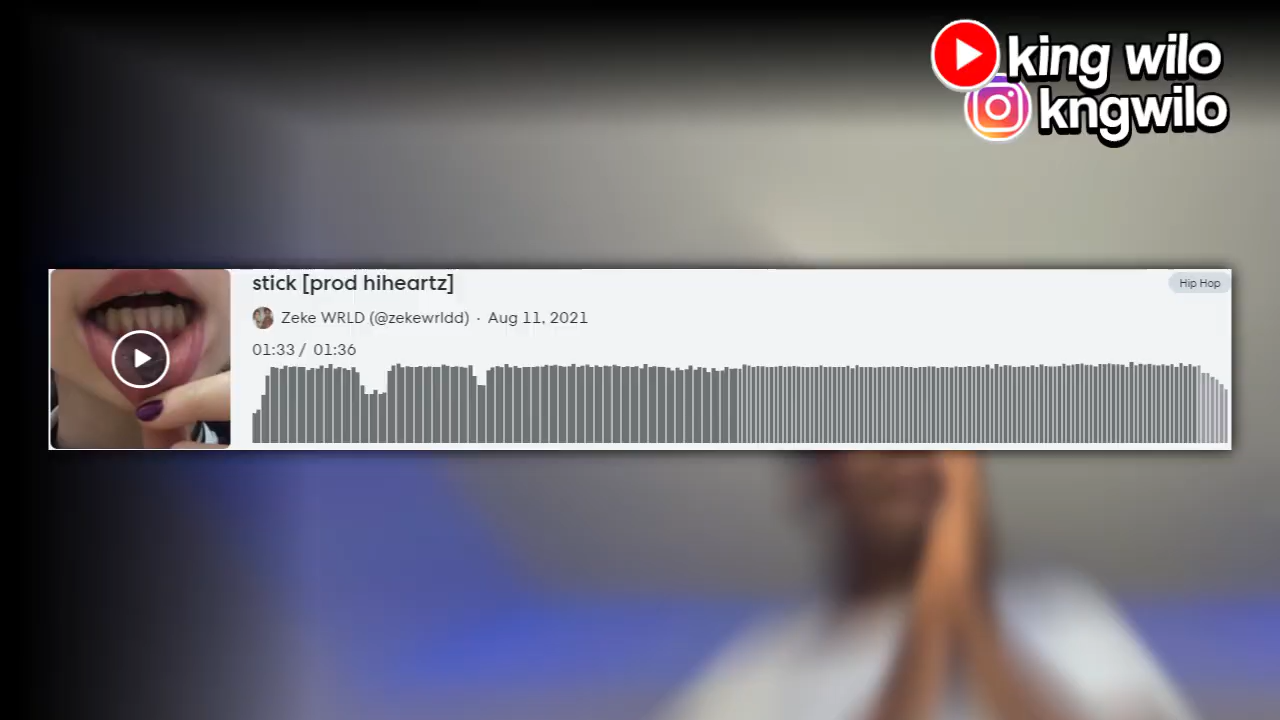 king wilo
kngwilo
stick [prod hiheartz]
Hip Hop
Zeke WRLD (@zekewrldd) · Aug 11, 2021
01:33 / 01:36